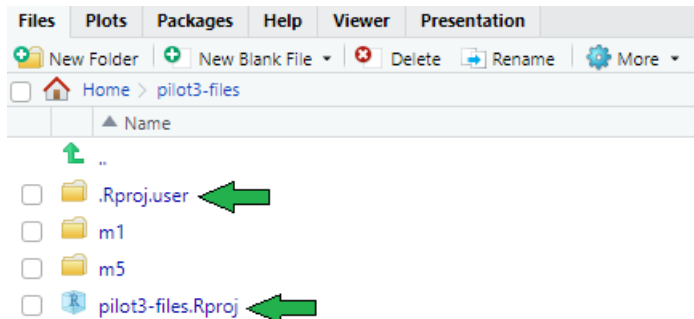 Files Plots Packages Help Viewer Presentation
New Folder New Blank File Delete Rename More
Home > pilot3-files
Name
..
.Rproj.user
m1
m5
pilot3-files.Rproj